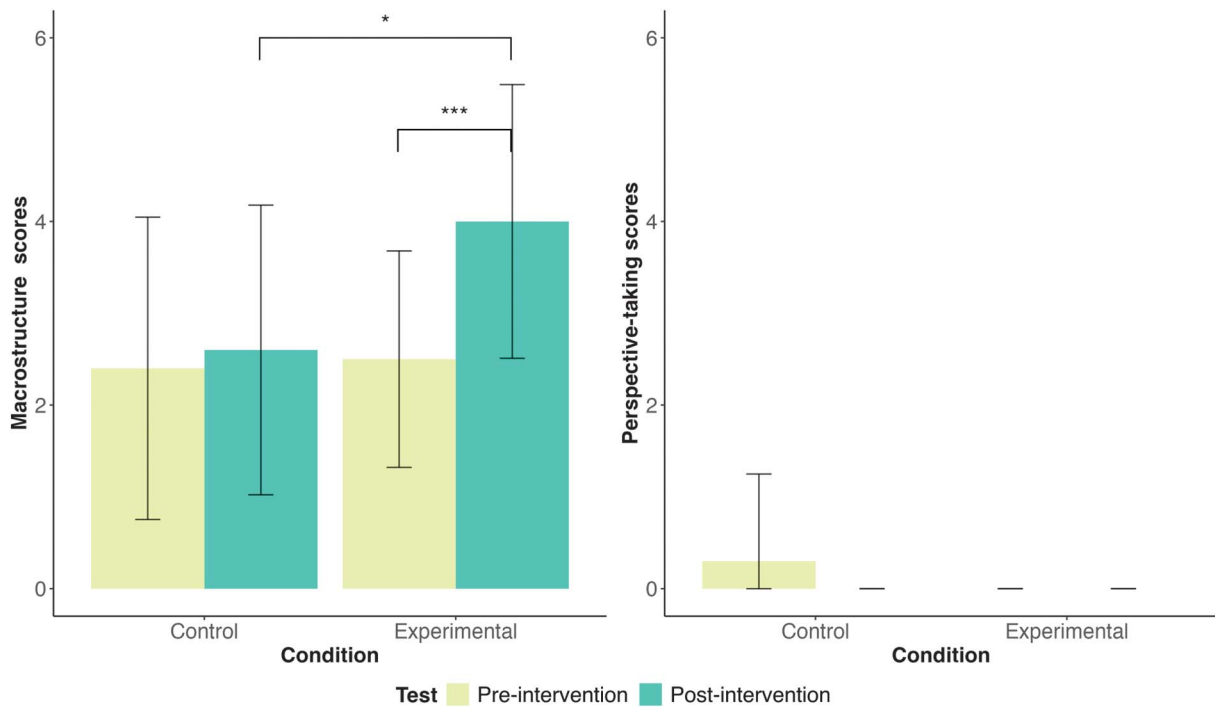 Macrostructure scores
6
4
2
0
*
***
Control
Experimental
Condition
Perspective-taking scores
6
4
2
0
Control
Experimental
Condition
Test Pre-intervention Post-intervention